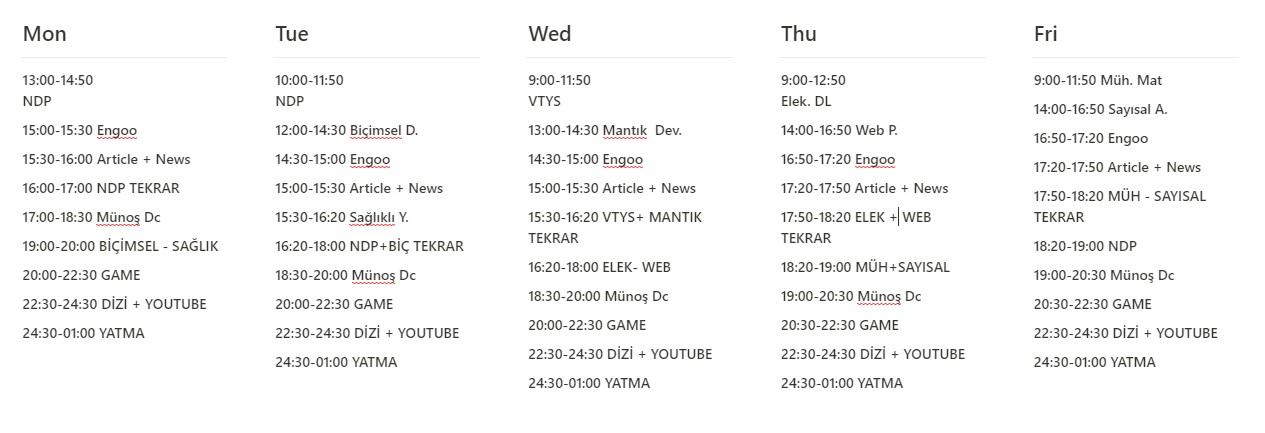 Mon
13:00-14:50
NDP
15:00-15:30 Engoo
15:30-16:00 Article + News
16:00-17:00 NDP TEKRAR
17:00-18:30 Münoş Dc
19:00-20:00 BİÇİMSEL - SAĞLIK
20:00-22:30 GAME
22:30-24:30 DİZİ + YOUTUBE
24:30-01:00 YATMA
Tue
10:00-11:50
NDP
12:00-14:30 Biçimsel D.
14:30-15:00 Engoo
15:00-15:30 Article + News
15:30-16:20 Sağlıklı Y.
16:20-18:00 NDP+BİÇ TEKRAR
18:30-20:00 Münoş Dc
20:00-22:30 GAME
22:30-24:30 DİZİ + YOUTUBE
24:30-01:00 YATMA
Wed
9:00-11:50
VTYS
13:00-14:30 Mantık  Dev.
14:30-15:00 Engoo
15:00-15:30 Article + News
15:30-16:20 VTYS+ MANTIK
TEKRAR
16:20-18:00 ELEK- WEB
18:30-20:00 Münoş Dc
20:00-22:30 GAME
22:30-24:30 DİZİ + YOUTUBE
24:30-01:00 YATMA
Thu
9:00-12:50
Elek. DL
14:00-16:50 Web P.
16:50-17:20 Engoo
17:20-17:50 Article + News
17:50-18:20 ELEK + WEB
TEKRAR
18:20-19:00 MÜH+SAYISAL
19:00-20:30 Münoş Dc
20:30-22:30 GAME
22:30-24:30 DİZİ + YOUTUBE
24:30-01:00 YATMA
Fri
9:00-11:50 Müh. Mat
14:00-16:50 Sayısal A.
16:50-17:20 Engoo
17:20-17:50 Article + News
17:50-18:20 MÜH - SAYISAL
TEKRAR
18:20-19:00 NDP
19:00-20:30 Münoş Dc
20:30-22:30 GAME
22:30-24:30 DİZİ + YOUTUBE
24:30-01:00 YATMA